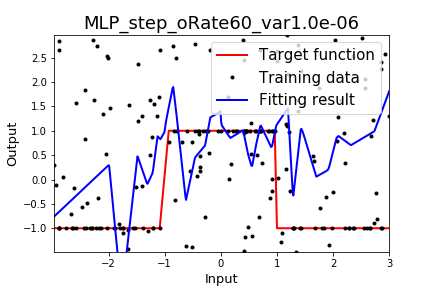 MLP_step_oRate60_var1.0e-06
Target function
Training data
Fitting result
Output
2.5
2.0
1.5
1.0
0.5
0.0
−0.5
−1.0
−2
−1
0
1
2
3
Input